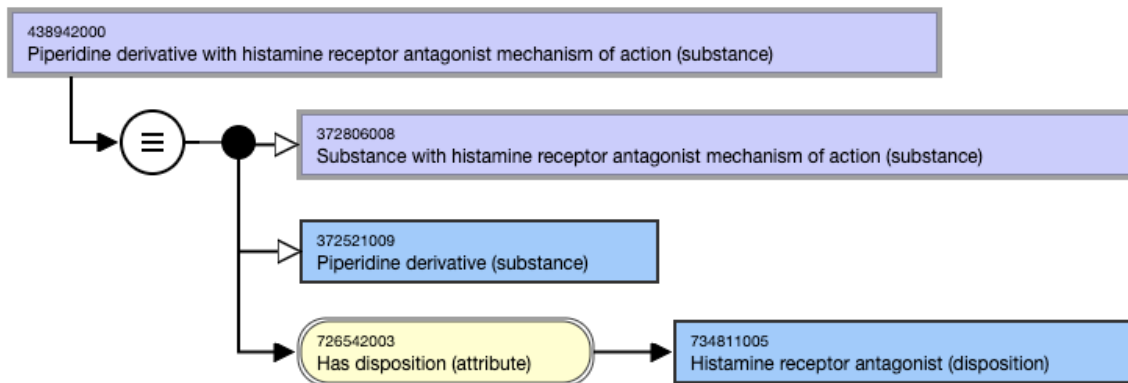 438942000
Piperidine derivative with histamine receptor antagonist mechanism of action (substance)
372806008
Substance with histamine receptor antagonist mechanism of action (substance)
372521009
Piperidine derivative (substance)
726542003
Has disposition (attribute)
734811005
Histamine receptor antagonist (disposition)